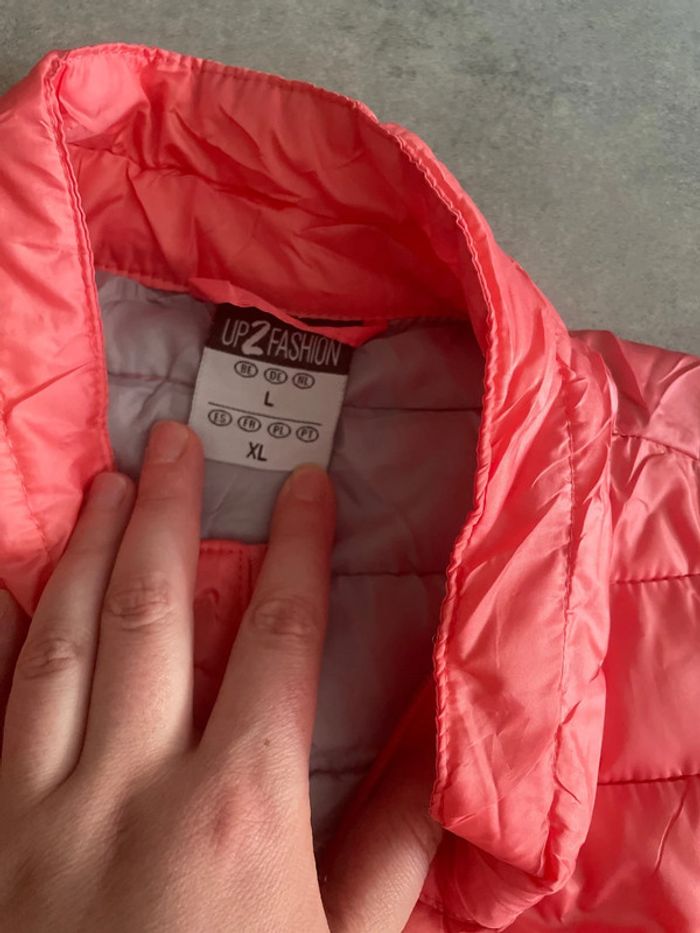 UP2FASHION
BE DE NL
L
ES FR PL PT
XL